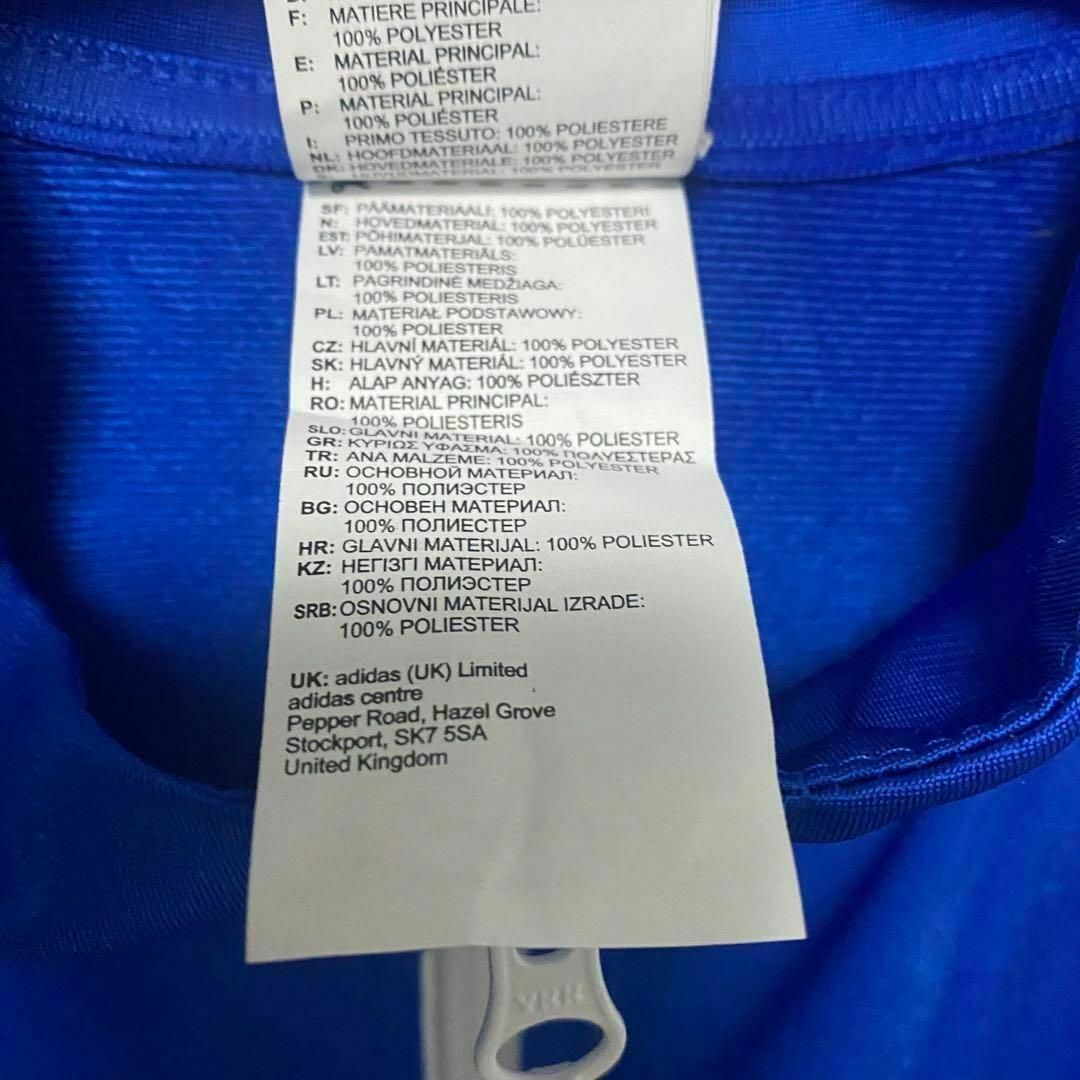 F: MATIERE PRINCIPALE:
100% POLYESTER
E: MATERIAL PRINCIPAL:
100% POLIÉSTER
P: MATERIAL PRINCIPAL:
100% POLIÉSTER
I: PRIMO TESSUTO: 100% POLIESTERE
NL: HOOFDMATERIAAL: 100% POLYESTER
DK: HOVEDMATERIALE: 100% POLYESTER
SF: PÄÄMATERIAALI: 100% POLYESTERI
N: HOVEDMATERIAL: 100% POLYESTER
EST: PÕHIMATERJAL: 100% POLÜESTER
LV: PAMATMATERIĀLS:
100% POLIESTERIS
LT: PAGRINDINĖ MEDŽIAGA:
100% POLIESTERIS
PL: MATERIAŁ PODSTAWOWY:
100% POLIESTER
CZ: HLAVNÍ MATERIÁL: 100% POLYESTER
SK: HLAVNÝ MATERIÁL: 100% POLYESTER
H: ALAP ANYAG: 100% POLIÉSZTER
RO: MATERIAL PRINCIPAL:
100% POLIESTERIS
SLO: GLAVNI MATERIAL: 100% POLIESTER
GR: ΚΥΡΙΩΣ ΥΦΑΣΜΑ: 100% ΠΟΛΥΕΣΤΕΡΑΣ
TR: ANA MALZEME: 100% POLYESTER
RU: ОСНОВНОЙ МАТЕРИАЛ:
100% ПОЛИЭСТЕР
BG: ОСНОВЕН МАТЕРИАЛ:
100% ПОЛИЕСТЕР
HR: GLAVNI MATERIJAL: 100% POLIESTER
KZ: НЕГІЗГІ МАТЕРИАЛ:
100% ПОЛИЭСТЕР
SRB: OSNOVNI MATERIJAL IZRADE:
100% POLIESTER
UK: adidas (UK) Limited
adidas centre
Pepper Road, Hazel Grove
Stockport, SK7 5SA
United Kingdom